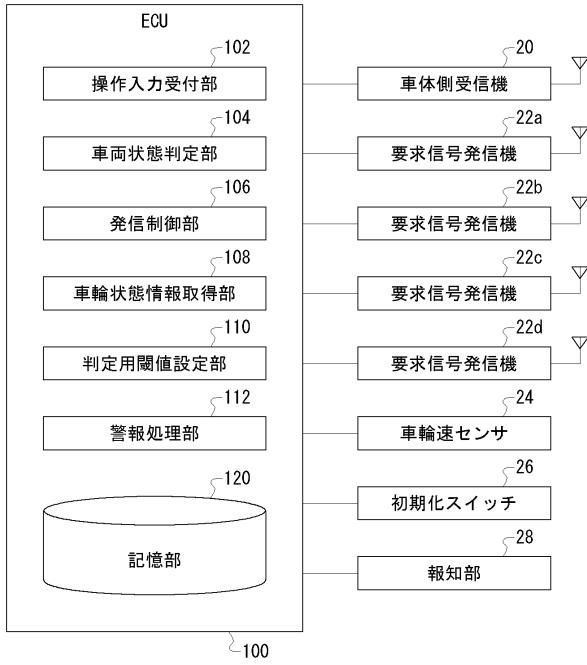 ECU
102
操作入力受付部
104
車両状態判定部
106
発信制御部
108
車輪状態情報取得部
110
判定用閾値設定部
112
警報処理部
120
記憶部
100
20
車体側受信機
22a
要求信号発信機
22b
要求信号発信機
22c
要求信号発信機
22d
要求信号発信機
24
車輪速センサ
26
初期化スイッチ
28
報知部